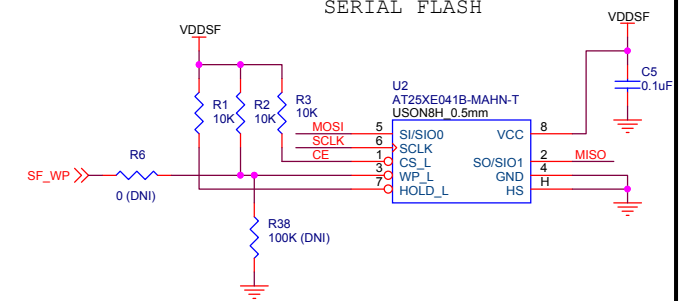 SERIAL FLASH
VDDSF
VDDSF
C5
0.1uF
U2
AT25XE041B-MAHN-T
USON8H_0.5mm
R1
10K
R2
10K
R3
10K
MOSI 5 SI/SIO0 VCC 8
SCLK 6 SCLK
CE 1 CS_L SO/SIO1 2 MISO
3 WP_L GND 4
7 HOLD_L HS H
R6
SF_WP
0 (DNI)
R38
100K (DNI)